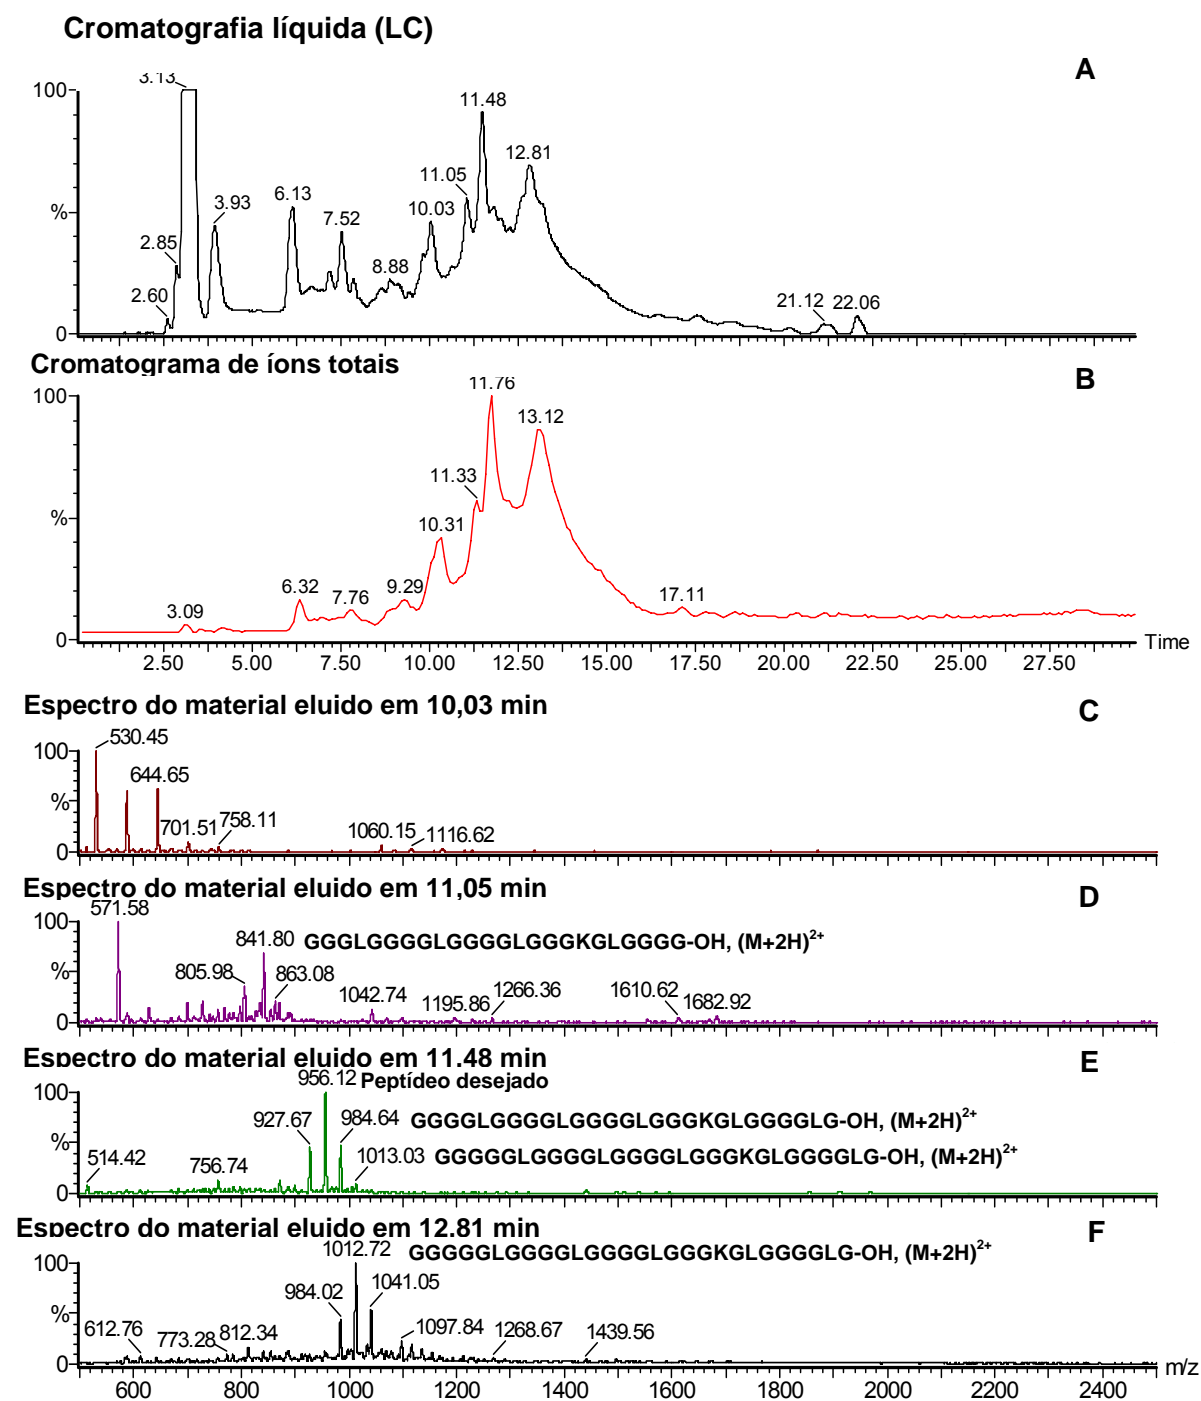 Cromatografia líquida (LC)
A
3.13
100
11.48
12.81
11.05
6.13
3.93
10.03
%
7.52
2.85
8.88
2.60
21.12 22.06
0
Cromatograma de íons totais
B
11.76
100
13.12
11.33
%
10.31
6.32
7.76
9.29
17.11
3.09
0
Time
2.50 5.00 7.50 10.00 12.50 15.00 17.50 20.00 22.50 25.00 27.50
Espectro do material eluido em 10,03 min
C
530.45
100
644.65
%
701.51 758.11
1060.15 1116.62
0
Espectro do material eluido em 11,05 min
D
571.58
100
841.80 GGGLGGGGLGGGGLGGGKGLGGGG-OH, (M+2H)2+
%
805.98 863.08
1042.74 1195.86 1266.36 1610.62 1682.92
0
Espectro do material eluido em 11.48 min
E
956.12 Peptídeo desejado
100
927.67 984.64 GGGGLGGGGLGGGGLGGGKGLGGGGLG-OH, (M+2H)2+
%
514.42 756.74 1013.03 GGGGGLGGGGLGGGGLGGGKGLGGGGLG-OH, (M+2H)2+
0
Espectro do material eluido em 12.81 min
F
1012.72 GGGGGLGGGGLGGGGLGGGKGLGGGGLG-OH, (M+2H)2+
100
984.02 1041.05
%
612.76 773.28 812.34 1097.84 1268.67 1439.56
0
m/z
600 800 1000 1200 1400 1600 1800 2000 2200 2400